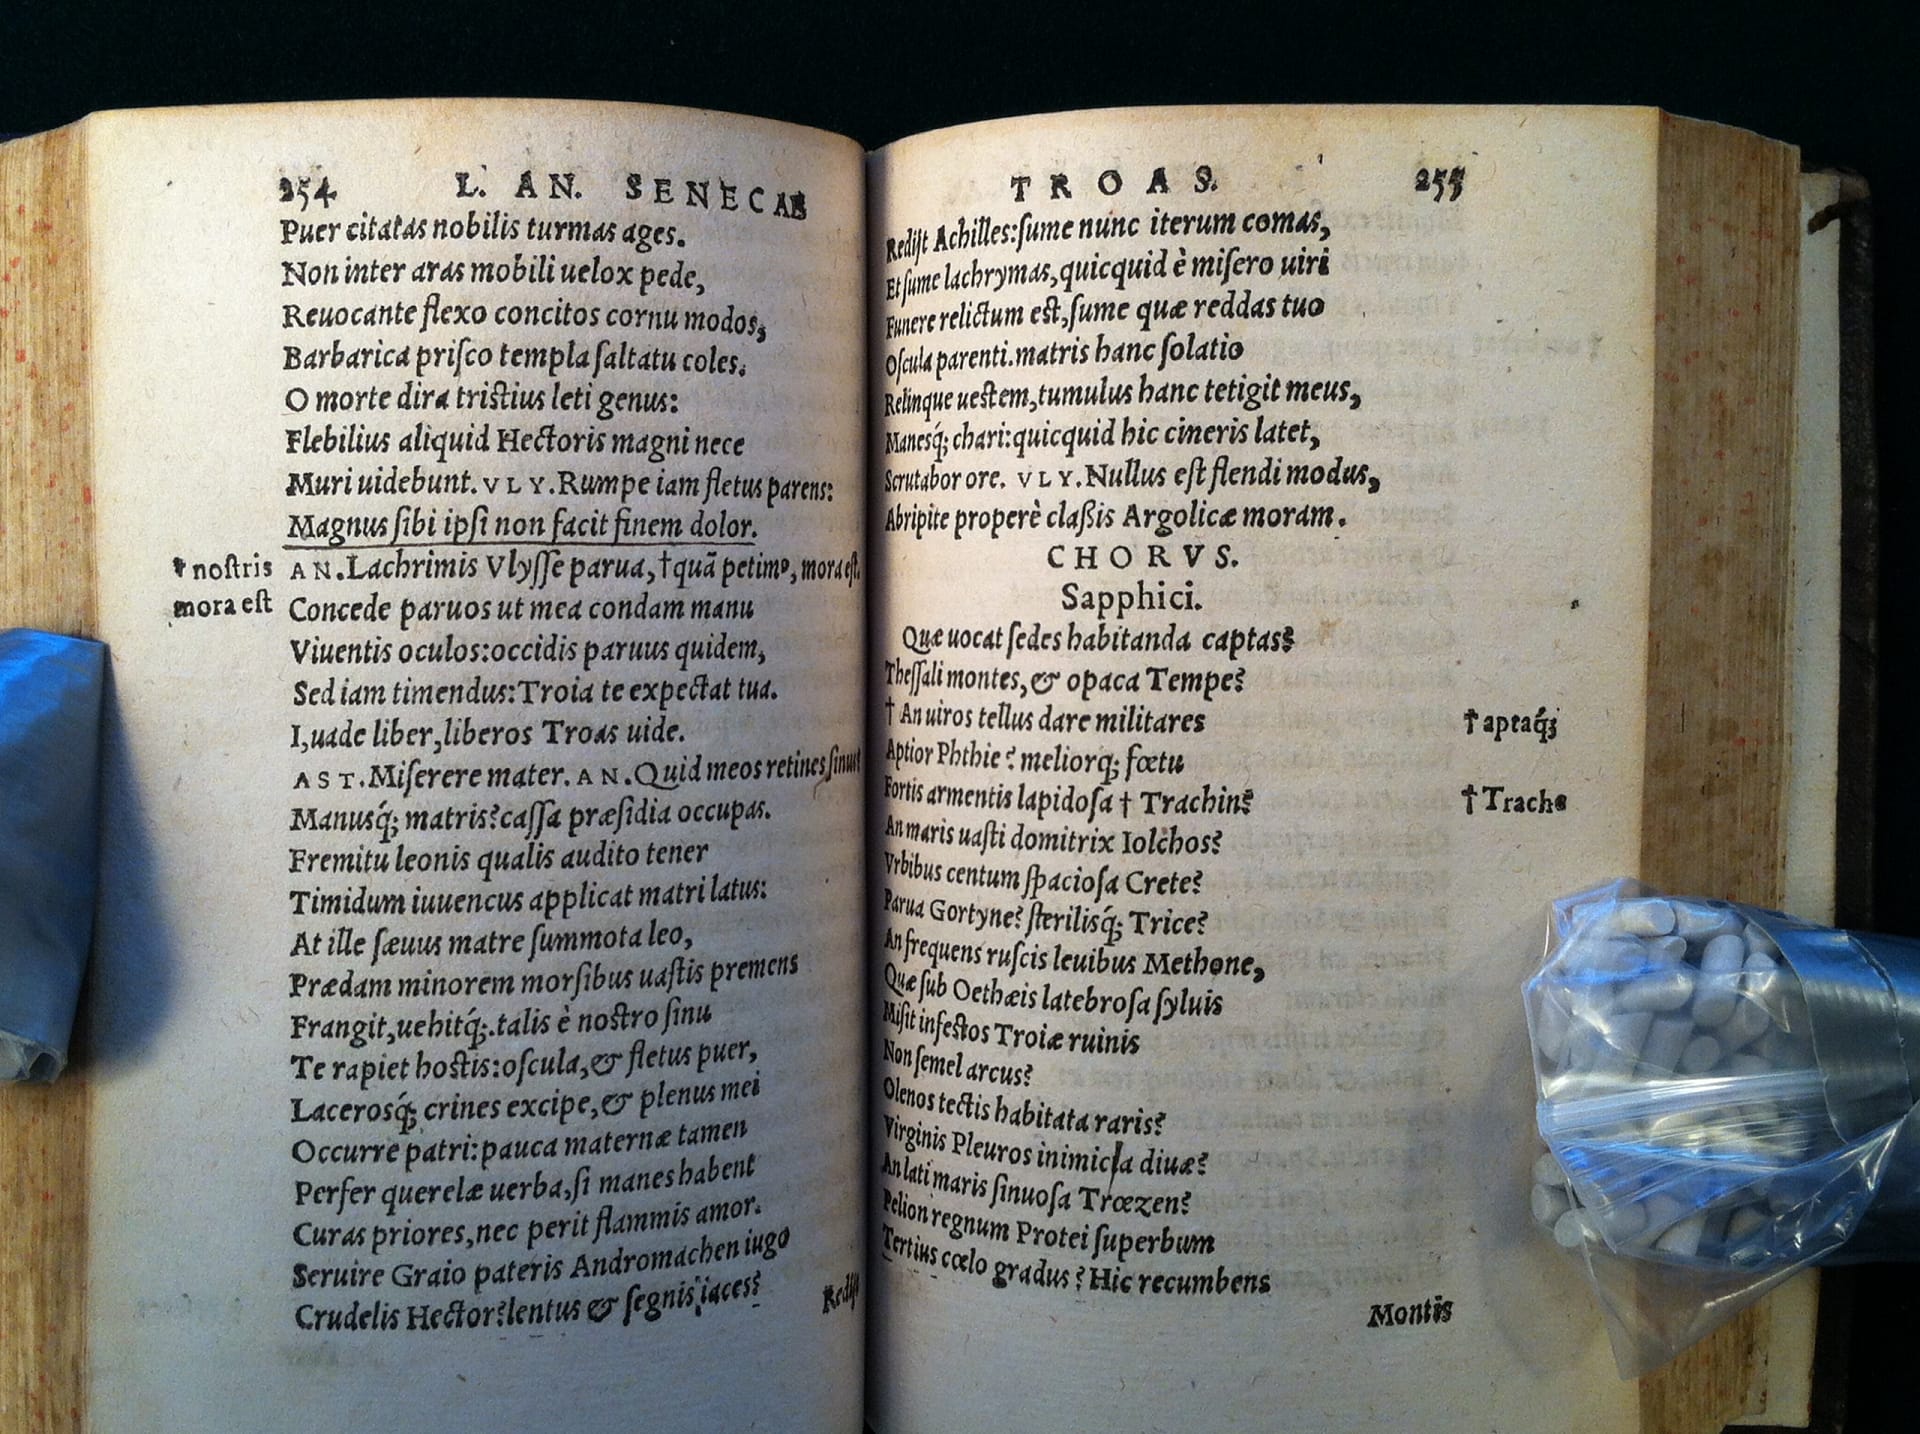 254 L. AN. SENECAE
Puer citatas nobilis turmas ages.
Non inter aras mobili uelox pede,
Reuocante flexo concitos cornu modos,
Barbarica priſco templa ſaltatu coles.
O morte dira triſtius leti genus:
Flebilius aliquid Hectoris magni nece
Muri uidebunt. VLY. Rumpe iam fletus parens:
Magnus ſibi ipſi non facit finem dolor.
† noſtris
mora eſt
AN. Lachrimis Vlyſſe parua, † quā petimꝰ, mora eſt.
Concede paruos ut mea condam manu
Viuentis oculos: occidis paruus quidem,
Sed iam timendus: Troia te expectat tua.
I, uade liber, liberos Troas uide.
AST. Miſerere mater. AN. Quid meos retines ſinus
Manusq́; matris? caſſa præſidia occupas.
Fremitu leonis qualis audito tener
Timidum iuuencus applicat matri latus:
At ille ſæuus matre ſummota leo,
Prædam minorem morſibus uaſtis premens
Frangit, uehitq́;. talis è noſtro ſinu
Te rapiet hoſtis: oſcula, & fletus puer,
Lacerosq́; crines excipe, & plenus mei
Occurre patri: pauca maternæ tamen
Perfer querelæ uerba, ſi manes habent
Curas priores, nec perit flammis amor.
Seruire Graio pateris Andromachen iugo
Crudelis Hector? lentus & ſegnis iaces?
Redijt
TROAS. 255
Redijt Achilles: ſume nunc iterum comas,
Et ſume lachrymas, quicquid è miſero uiri
Funere relictum eſt, ſume quæ reddas tuo
Oſcula parenti. matris hanc ſolatio
Relinque ueſtem, tumulus hanc tetigit meus,
Manesq́; chari: quicquid hic cineris latet,
Scrutabor ore. VLY. Nullus eſt flendi modus,
Abripite properè claßis Argolicæ moram.
CHORVS.
Sapphici.
Quæ uocat ſedes habitanda captas?
Theſſali montes, & opaca Tempe?
† An uiros tellus dare militares
† aptaq́;
Aptior Phthie? meliorq; fœtu
Fortis armentis lapidoſa † Trachin?
† Trache
An maris uaſti domitrix Iolchos?
Vrbibus centum ſpacioſa Crete?
Parua Gortyne? ſterilisq́; Trice?
An frequens ruſcis leuibus Methone,
Quæ ſub Oethæis latebroſa ſyluis
Miſit infeſtos Troiæ ruinis
Non ſemel arcus?
Olenos tectis habitata raris?
Virginis Pleuros inimica diuæ?
An lati maris ſinuoſa Trœzen?
Pelion regnum Protei ſuperbum
Tertius cœlo gradus? Hic recumbens
Montis